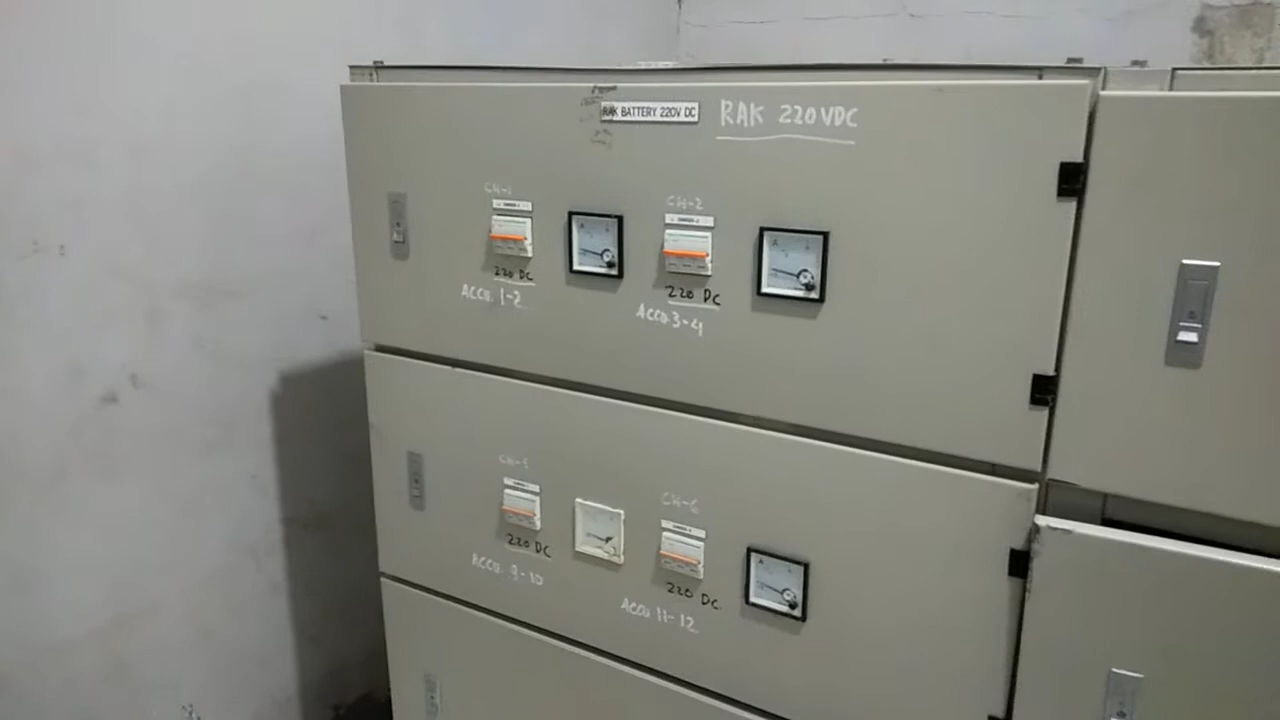 RAK BATTERY 220V DC
RAK 220VDC
CH-1
220 DC
ACCU. 1-2
CH-2
220 DC
ACCU 3-4
CH-5
220 DC
ACCU. 9-10
CH-6
220 DC
ACCU 11-12